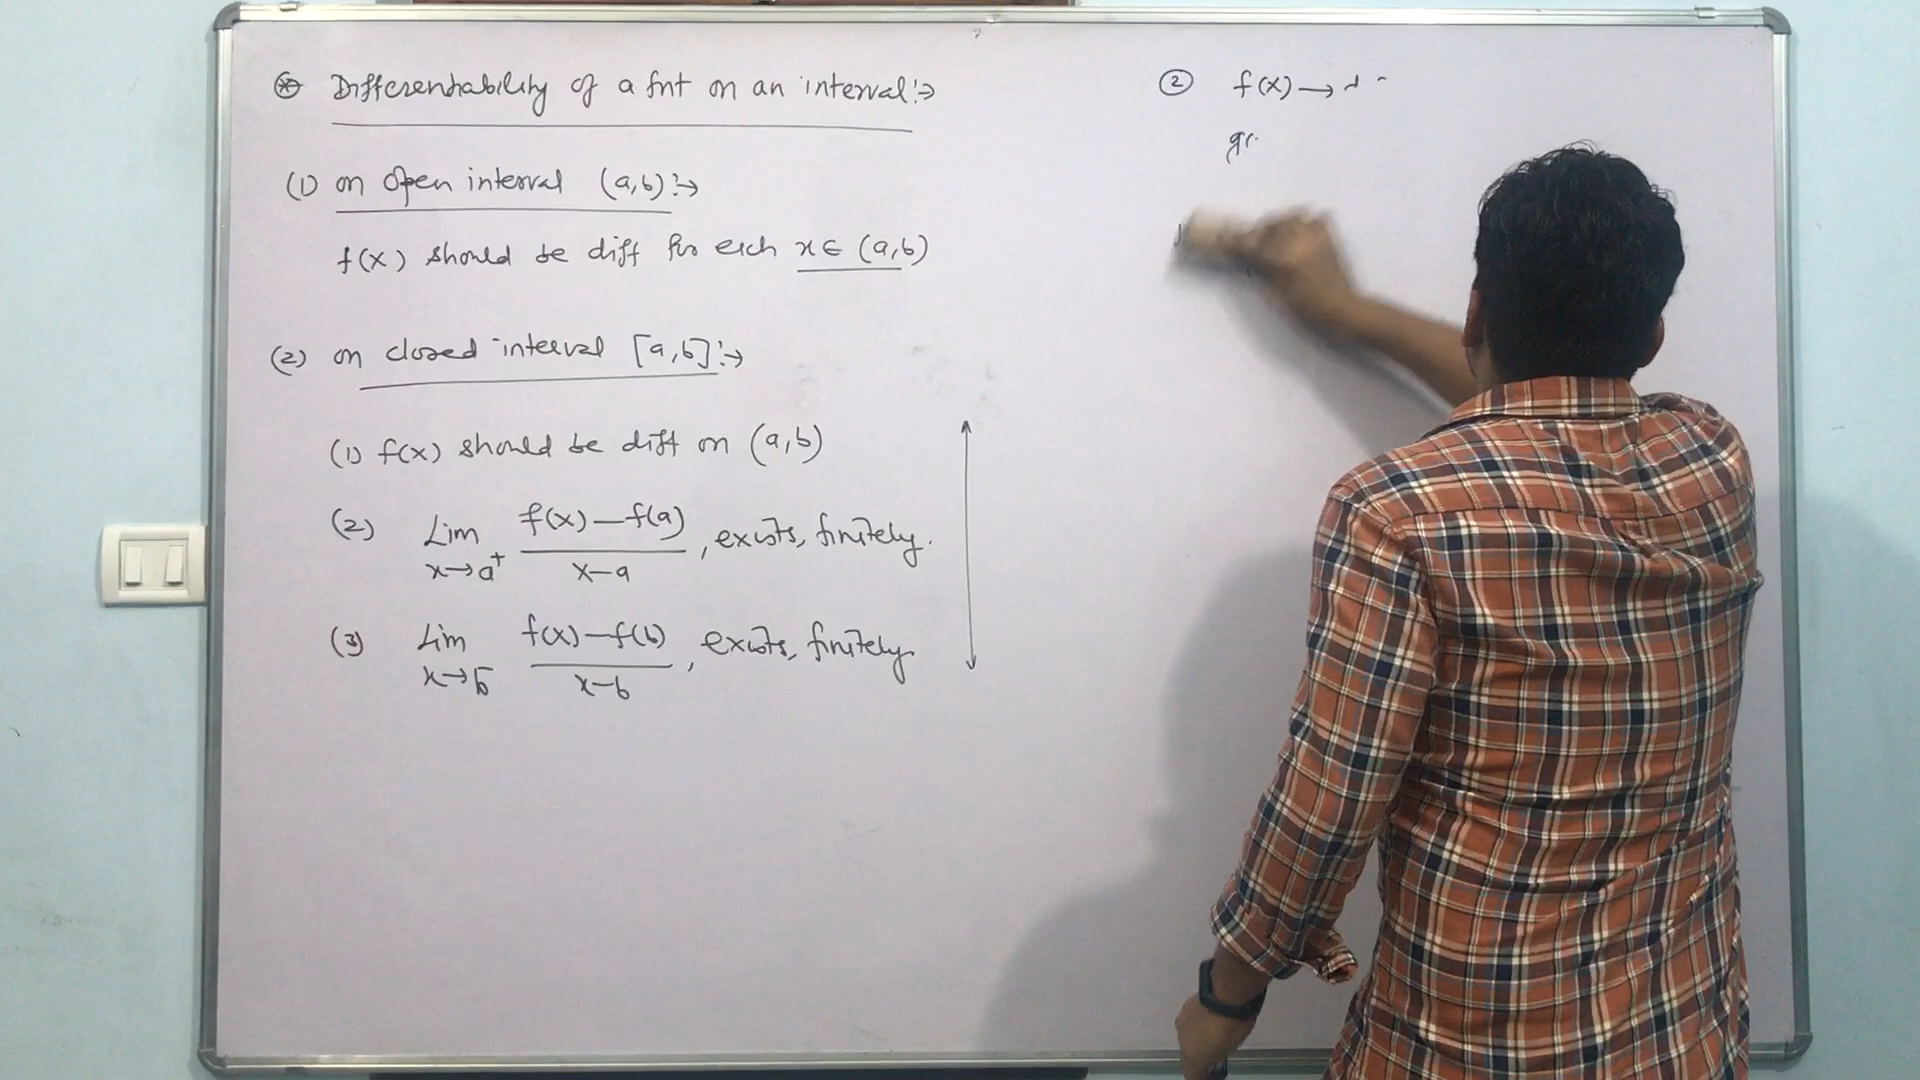 ⊛ Differentiability of a fnt on an interval:→
(1) on open interval (a,b):→
f(x) should be diff for each x∈ (a,b)
(2) on closed interval [a,b]:→
(1) f(x) should be diff on (a,b)
(2) Lim x→a⁺ f(x)—f(a) / x—a , exists, finitely.
(3) Lim x→b⁻ f(x)—f(b) / x—b , exists, finitely.
② f(x) →